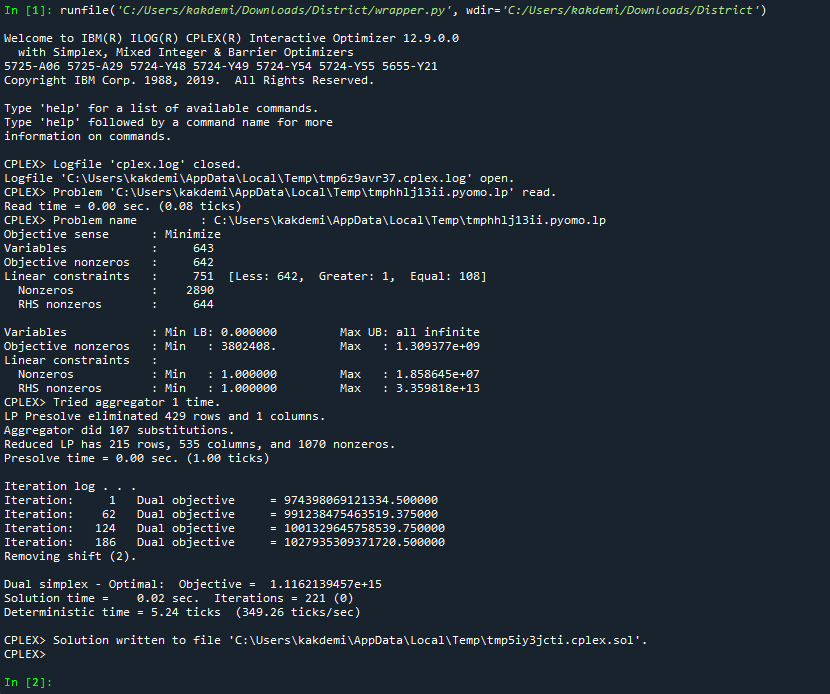 In [1]: runfile('C:/Users/kakdemi/Downloads/District/wrapper.py', wdir='C:/Users/kakdemi/Downloads/District')
Welcome to IBM(R) ILOG(R) CPLEX(R) Interactive Optimizer 12.9.0.0
  with Simplex, Mixed Integer & Barrier Optimizers
5725-A06 5725-A29 5724-Y48 5724-Y49 5724-Y54 5724-Y55 5655-Y21
Copyright IBM Corp. 1988, 2019.  All Rights Reserved.
Type 'help' for a list of available commands.
Type 'help' followed by a command name for more
information on commands.
CPLEX> Logfile 'cplex.log' closed.
Logfile 'C:\Users\kakdemi\AppData\Local\Temp\tmp6z9avr37.cplex.log' open.
CPLEX> Problem 'C:\Users\kakdemi\AppData\Local\Temp\tmphhlj13ii.pyomo.lp' read.
Read time = 0.00 sec. (0.08 ticks)
CPLEX> Problem name         : C:\Users\kakdemi\AppData\Local\Temp\tmphhlj13ii.pyomo.lp
Objective sense      : Minimize
Variables            :     643
Objective nonzeros   :     642
Linear constraints   :     751  [Less: 642,  Greater: 1,  Equal: 108]
  Nonzeros           :    2890
  RHS nonzeros       :     644
Variables            : Min LB: 0.000000         Max UB: all infinite
Objective nonzeros   : Min   : 3802408.         Max   : 1.309377e+09
Linear constraints   :
  Nonzeros           : Min   : 1.000000         Max   : 1.858645e+07
  RHS nonzeros       : Min   : 1.000000         Max   : 3.359818e+13
CPLEX> Tried aggregator 1 time.
LP Presolve eliminated 429 rows and 1 columns.
Aggregator did 107 substitutions.
Reduced LP has 215 rows, 535 columns, and 1070 nonzeros.
Presolve time = 0.00 sec. (1.00 ticks)
Iteration log . . .
Iteration:     1   Dual objective     = 974398069121334.500000
Iteration:    62   Dual objective     = 991238475463519.375000
Iteration:   124   Dual objective     = 1001329645758539.750000
Iteration:   186   Dual objective     = 1027935309371720.500000
Removing shift (2).
Dual simplex - Optimal:  Objective =  1.1162139457e+15
Solution time =    0.02 sec.  Iterations = 221 (0)
Deterministic time = 5.24 ticks  (349.26 ticks/sec)
CPLEX> Solution written to file 'C:\Users\kakdemi\AppData\Local\Temp\tmp5iy3jcti.cplex.sol'.
CPLEX>
In [2]: